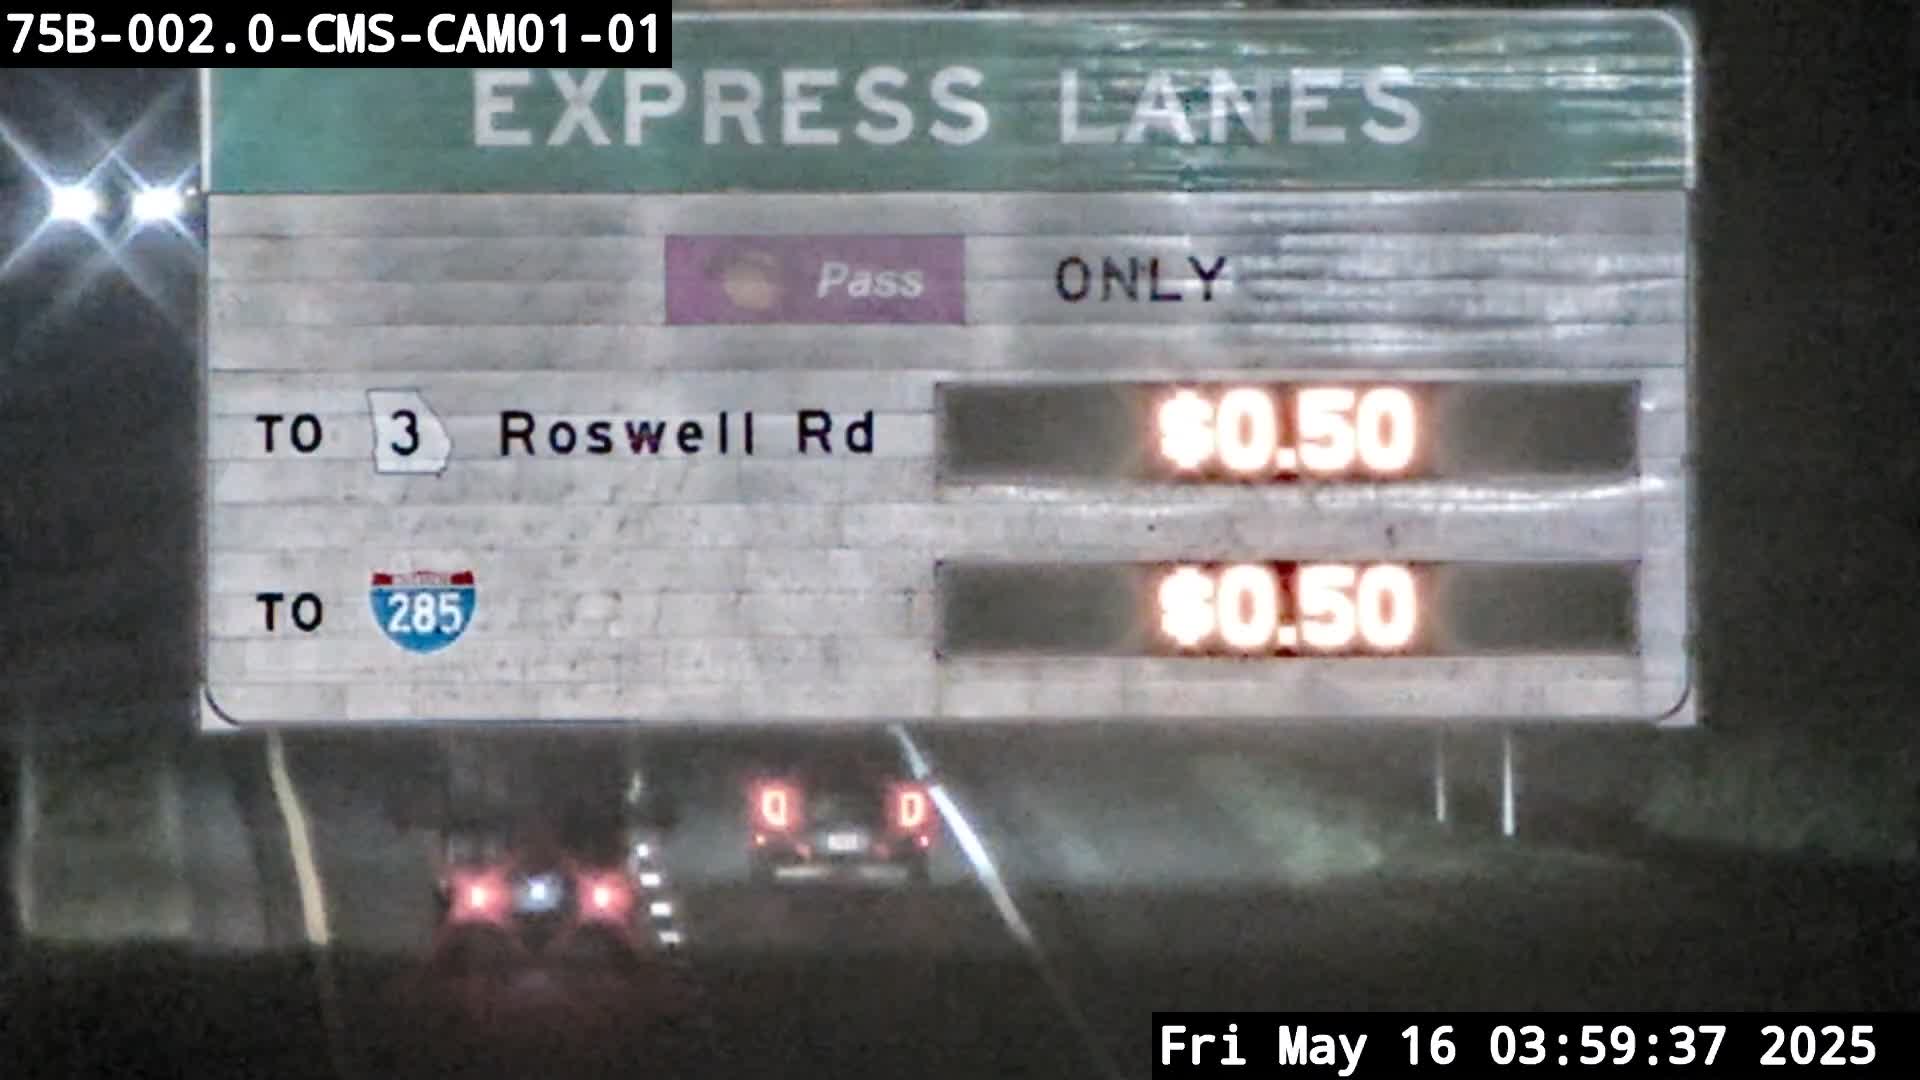 75B-002.0-CMS-CAM01-01
EXPRESS LANES
Pass ONLY
TO 3 Roswell Rd $0.50
TO 285 $0.50
Fri May 16 03:59:37 2025